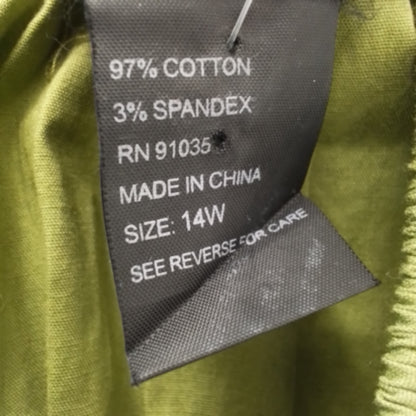 97% COTTON
3% SPANDEX
RN 91035
MADE IN CHINA
SIZE: 14W
SEE REVERSE FOR CARE